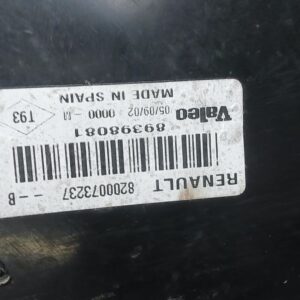 RENAULT
8200073237 - - B
89398081
Valeo 05/09/02 0000 - M
MADE IN SPAIN
T93